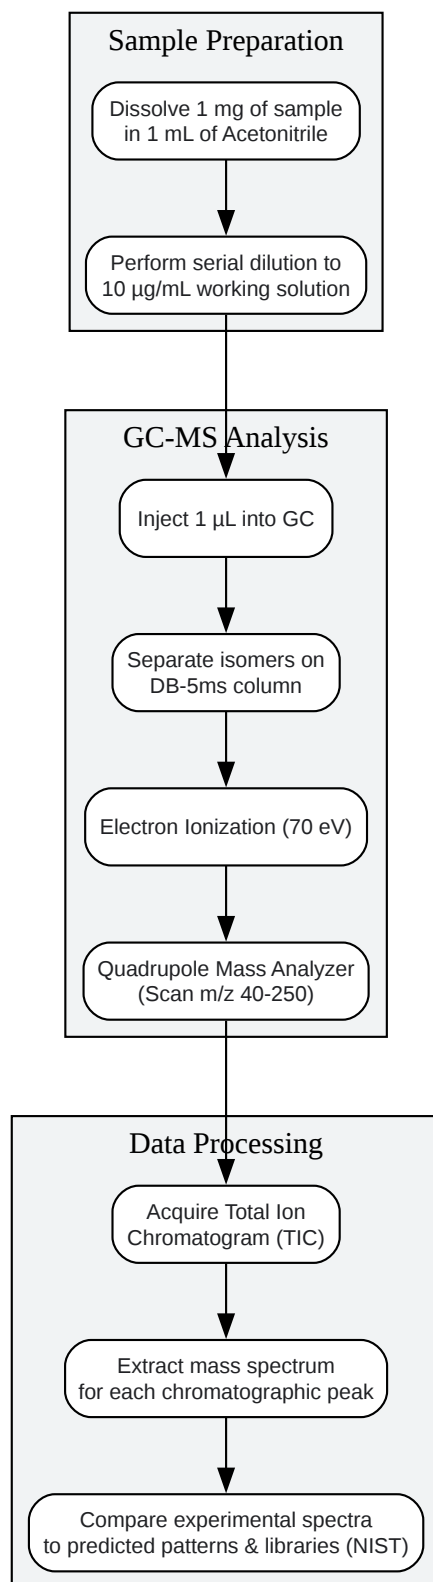 Sample Preparation
Dissolve 1 mg of sample
in 1 mL of Acetonitrile
Perform serial dilution to
10 µg/mL working solution
GC-MS Analysis
Inject 1 µL into GC
Separate isomers on
DB-5ms column
Electron Ionization (70 eV)
Quadrupole Mass Analyzer
(Scan m/z 40-250)
Data Processing
Acquire Total Ion
Chromatogram (TIC)
Extract mass spectrum
for each chromatographic peak
Compare experimental spectra
to predicted patterns & libraries (NIST)